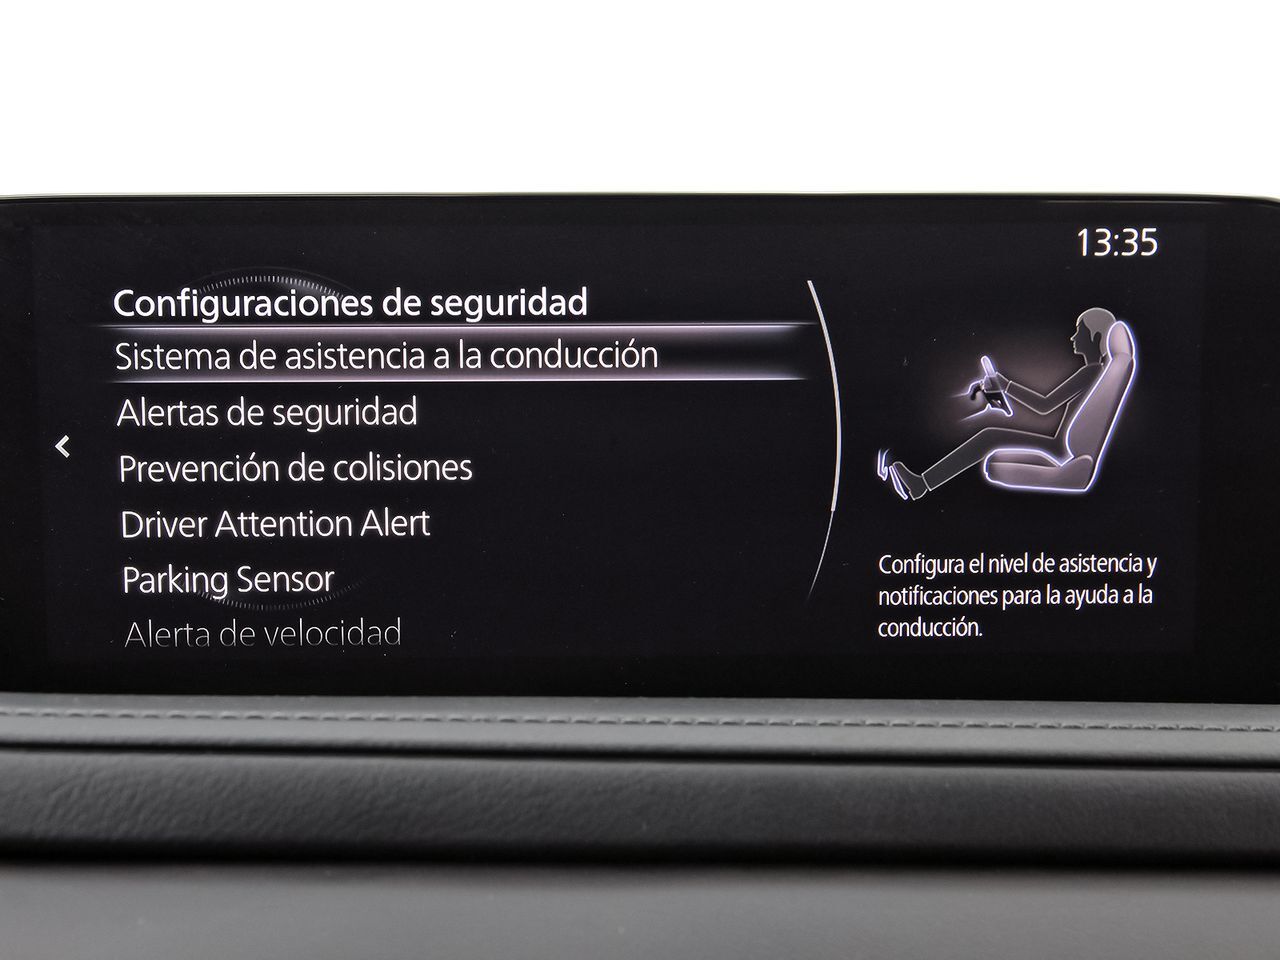 13:35
Configuraciones de seguridad
Sistema de asistencia a la conducción
Alertas de seguridad
Prevención de colisiones
Driver Attention Alert
Parking Sensor
Alerta de velocidad
Configura el nivel de asistencia y
notificaciones para la ayuda a la
conducción.